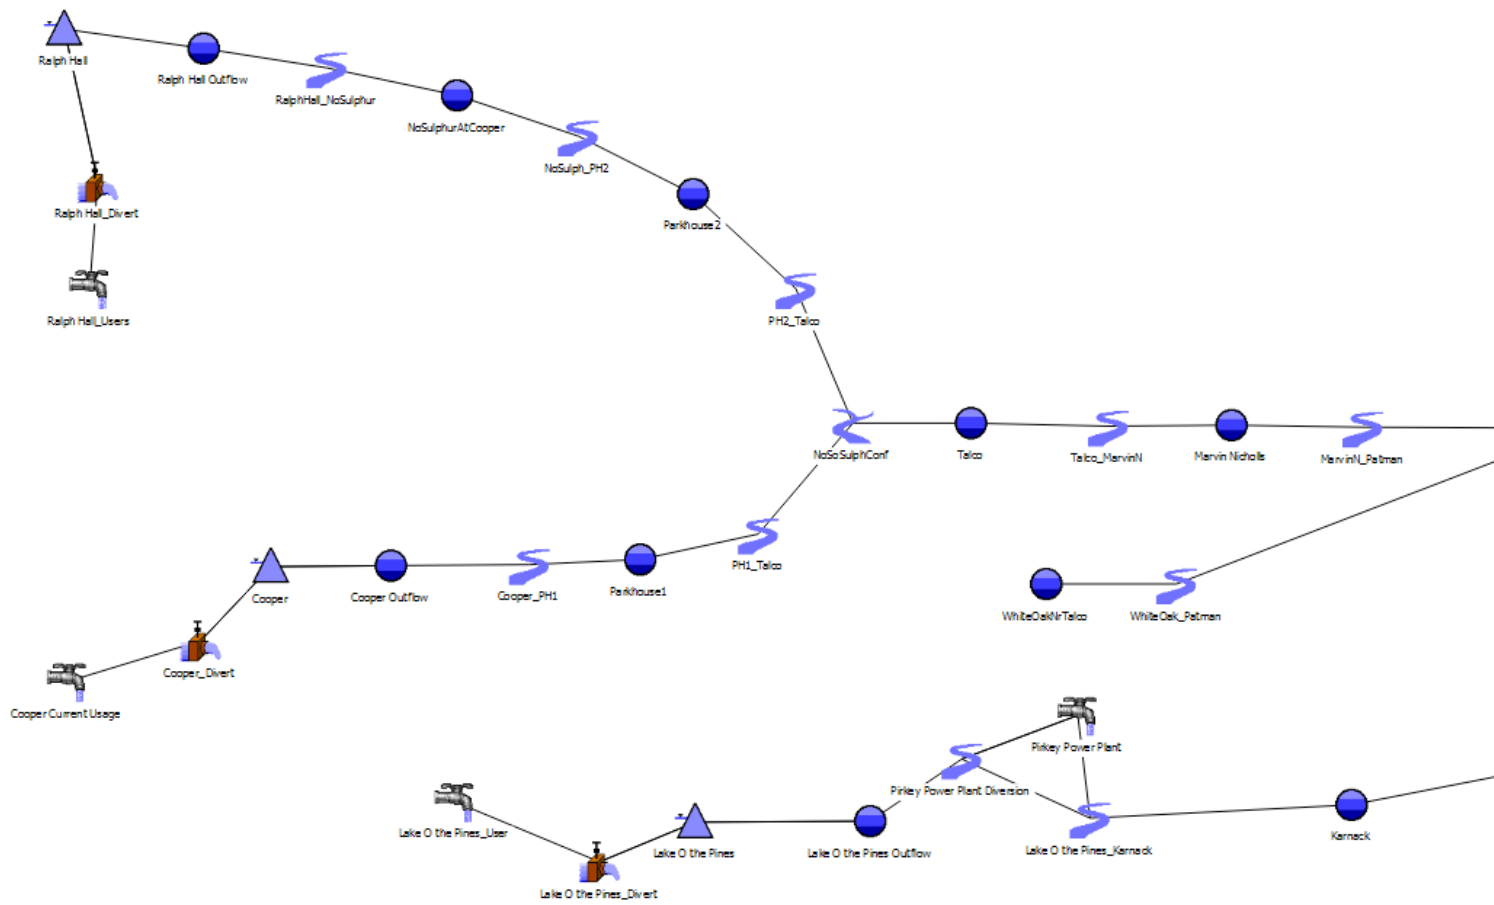 Ralph Hall
Ralph Hall Outflow
RalphHall_NoSulphur
NoSulphurAtCooper
NoSulph_PH2
Ralph Hall_Divert
Parkhouse2
Ralph Hall_Users
PH2_Talco
NoSoSulphConf
Talco
Talco_MarvinN
Marvin Nicholls
MarvinN_Patman
PH1_Talco
Cooper
Cooper Outflow
Cooper_PH1
Parkhouse1
WhiteOakNrTalco
WhiteOak_Patman
Cooper_Divert
Cooper Current Usage
Pirkey Power Plant
Pirkey Power Plant Diversion
Lake O the Pines_User
Lake O the Pines
Lake O the Pines Outflow
Lake O the Pines_Karnack
Karnack
Lake O the Pines_Divert